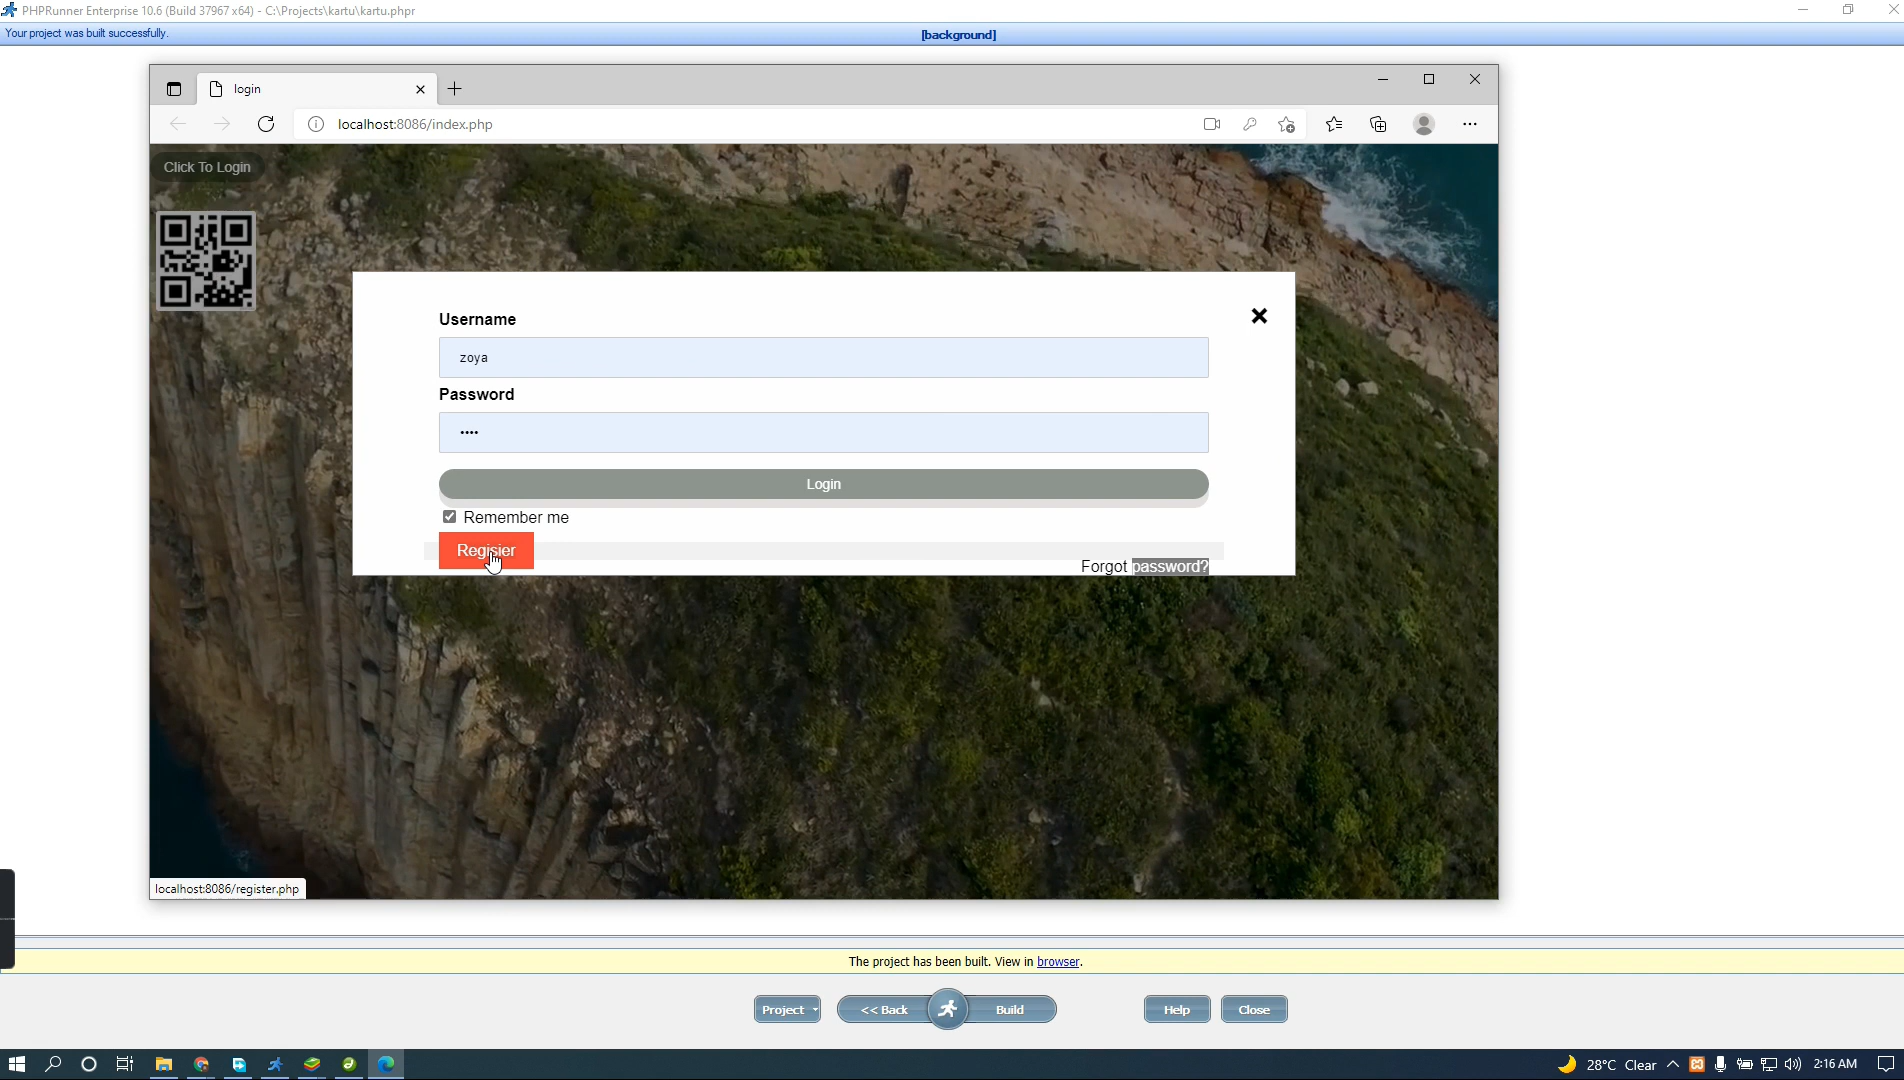 PHPRunner Enterprise 10.6 (Build 37967 x64) - C:\Projects\kartu\kartu.phpr
Your project was built successfully.
[background]
login
localhost:8086/index.php
Click To Login
Username
zoya
Password
••••
Login
Remember me
Register
Forgot password?
localhost:8086/register.php
The project has been built. View in browser.
Project
<< Back
Build
Help
Close
28°C Clear
2:16 AM